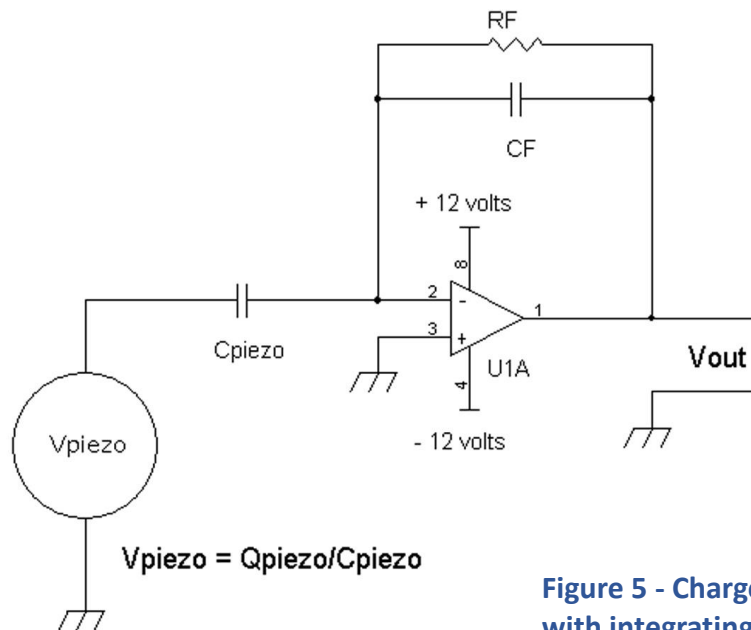 RF
CF
+ 12 volts
8
2
-
1
3
+
Cpiezo
U1A
Vout
4
Vpiezo
- 12 volts
Vpiezo = Qpiezo/Cpiezo
Figure 5 - Charge
with integrating